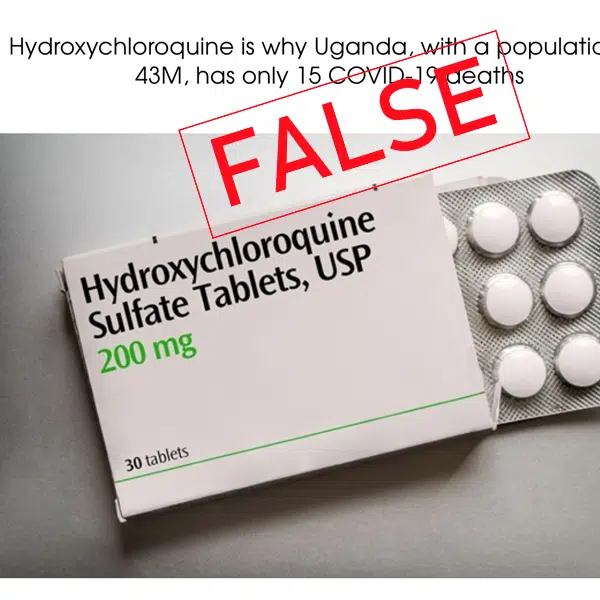 Hydroxychloroquine is why Uganda, with a populatio
43M, has only 15 COVID-19 deaths
FALSE
Hydroxychloroquine
Sulfate Tablets, USP
200 mg
30 tablets